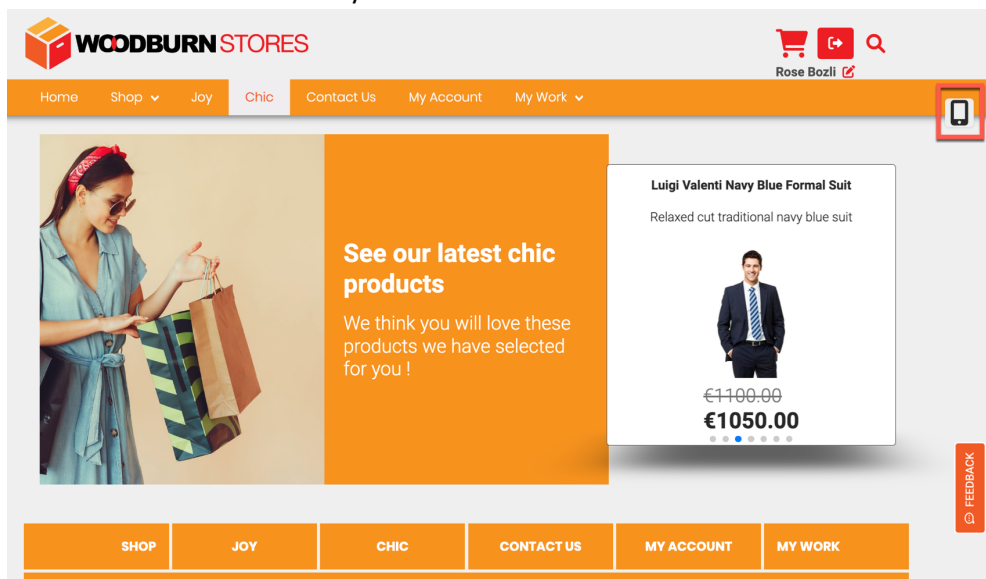 WOODBURN STORES
Rose Bozli
Home Shop Joy Chic Contact Us My Account My Work
See our latest chic
products
We think you will love these
products we have selected
for you !
Luigi Valenti Navy Blue Formal Suit
Relaxed cut traditional navy blue suit
€1100.00
€1050.00
FEEDBACK
SHOP JOY CHIC CONTACT US MY ACCOUNT MY WORK